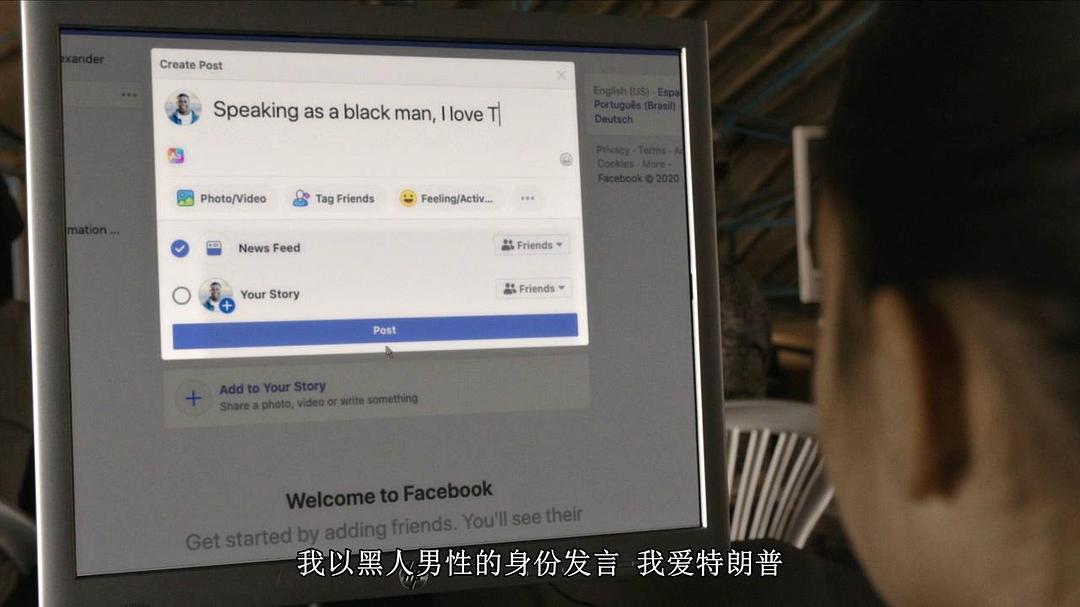 exander
Create Post
Speaking as a black man, I love T
Photo/Video
Tag Friends
Feeling/Activ...
News Feed
Friends
Your Story
Friends
Post
Add to Your Story
Share a photo, video or write something
Welcome to Facebook
Get started by adding friends. You'll see their
mation ...
English (US) · Espa
Português (Brasil) ·
Deutsch
Privacy · Terms · A
Cookies · More ·
Facebook © 2020
hp
我以黑人男性的身份发言 我爱特朗普